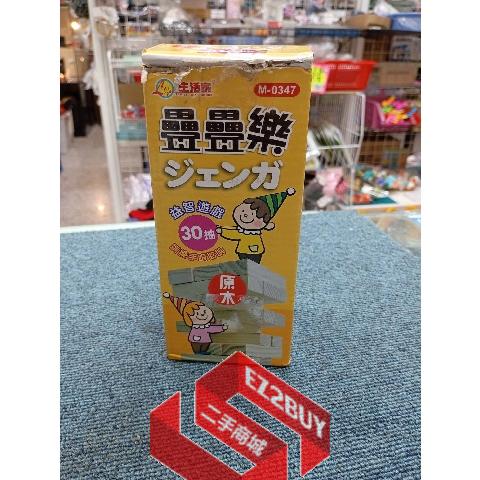 生活家
M-0347
疊疊樂
ジェンガ
益智遊戲
30抽
原木
EZ2BUY
二手商城